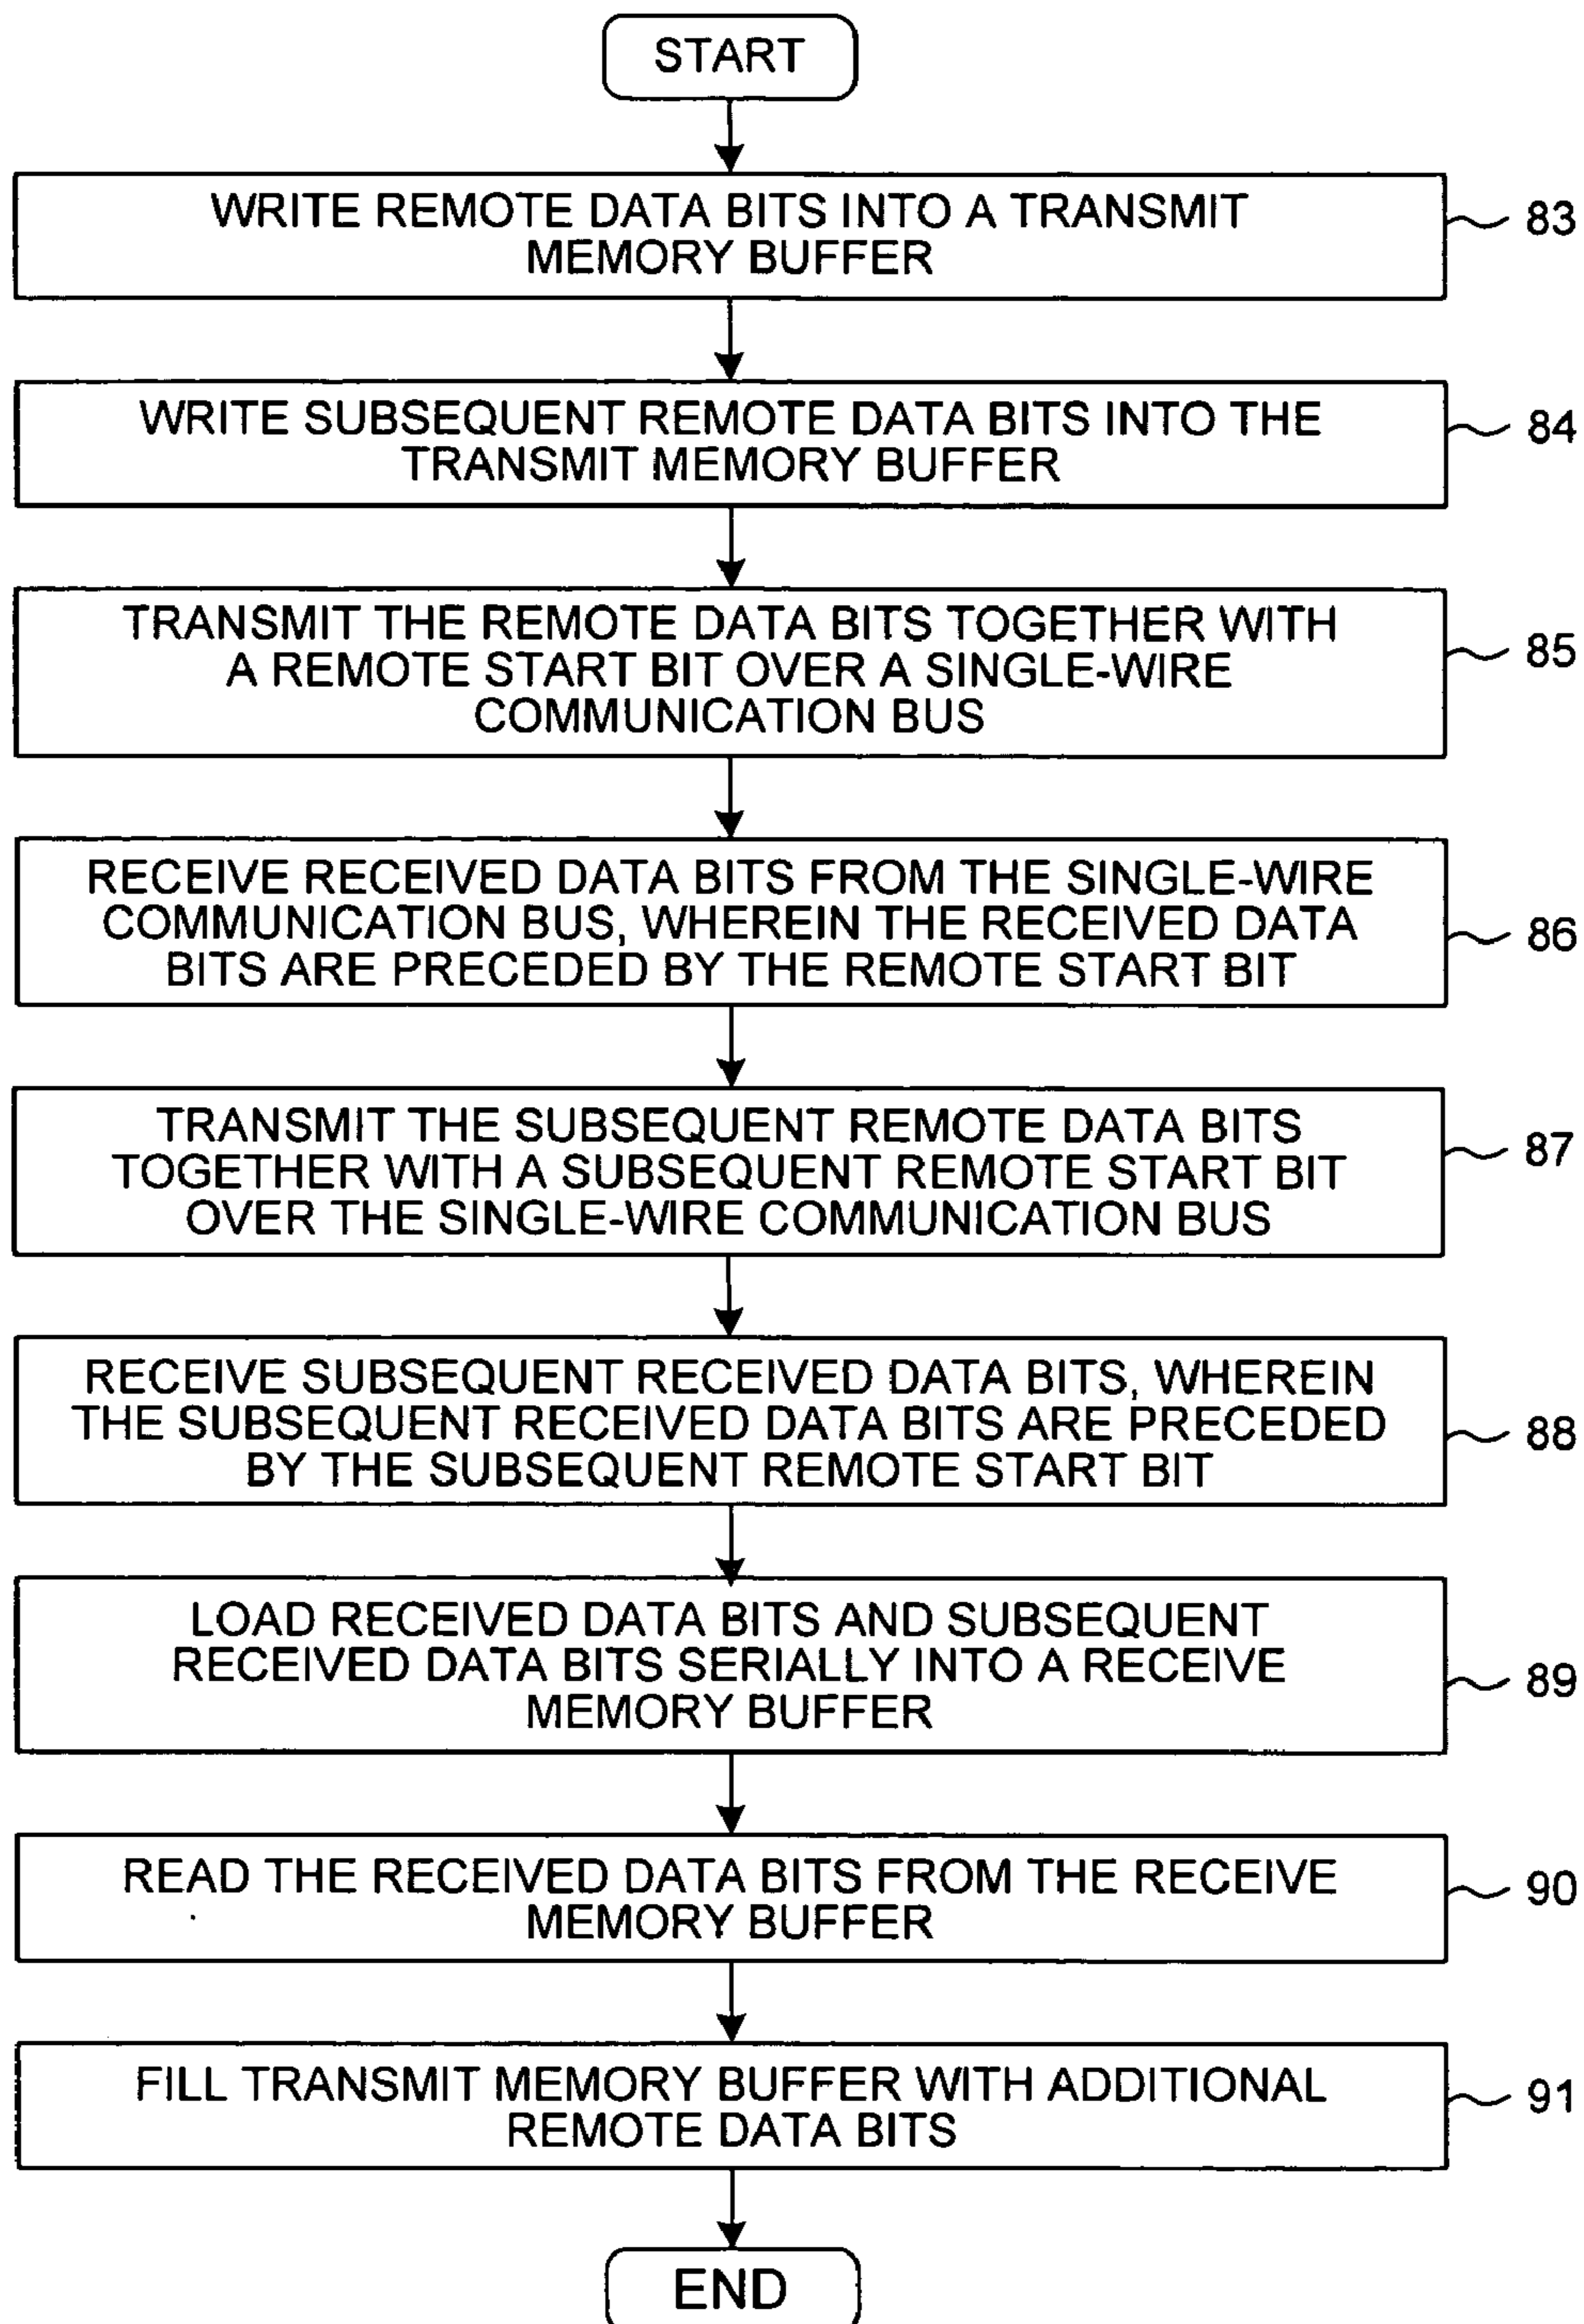 START
WRITE REMOTE DATA BITS INTO A TRANSMIT
MEMORY BUFFER
83
WRITE SUBSEQUENT REMOTE DATA BITS INTO THE
TRANSMIT MEMORY BUFFER
84
TRANSMIT THE REMOTE DATA BITS TOGETHER WITH
A REMOTE START BIT OVER A SINGLE-WIRE
COMMUNICATION BUS
85
RECEIVE RECEIVED DATA BITS FROM THE SINGLE-WIRE
COMMUNICATION BUS, WHEREIN THE RECEIVED DATA
BITS ARE PRECEDED BY THE REMOTE START BIT
86
TRANSMIT THE SUBSEQUENT REMOTE DATA BITS
TOGETHER WITH A SUBSEQUENT REMOTE START BIT
OVER THE SINGLE-WIRE COMMUNICATION BUS
87
RECEIVE SUBSEQUENT RECEIVED DATA BITS, WHEREIN
THE SUBSEQUENT RECEIVED DATA BITS ARE PRECEDED
BY THE SUBSEQUENT REMOTE START BIT
88
LOAD RECEIVED DATA BITS AND SUBSEQUENT
RECEIVED DATA BITS SERIALLY INTO A RECEIVE
MEMORY BUFFER
89
READ THE RECEIVED DATA BITS FROM THE RECEIVE
MEMORY BUFFER
90
FILL TRANSMIT MEMORY BUFFER WITH ADDITIONAL
REMOTE DATA BITS
91
END